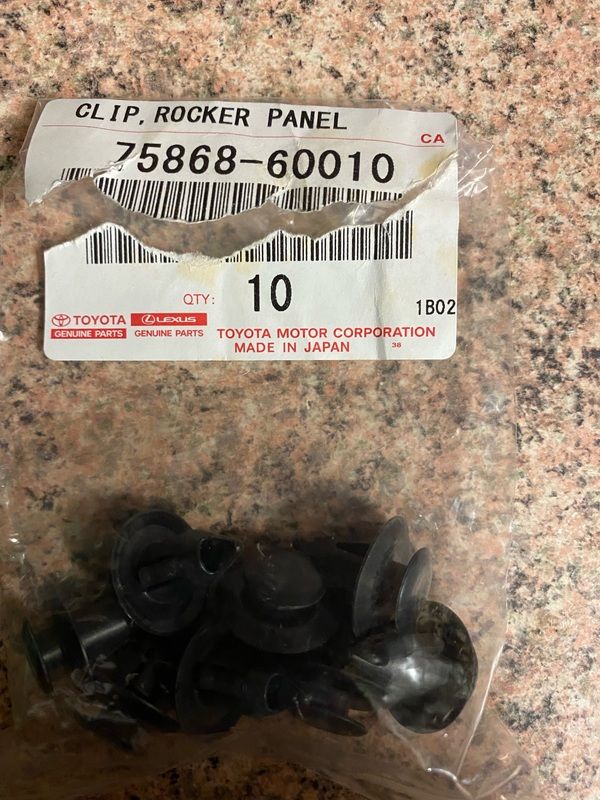 CLIP, ROCKER PANEL
CA
75868-60010
QTY: 10
1B02
TOYOTA LEXUS
GENUINE PARTS GENUINE PARTS
TOYOTA MOTOR CORPORATION
MADE IN JAPAN 38